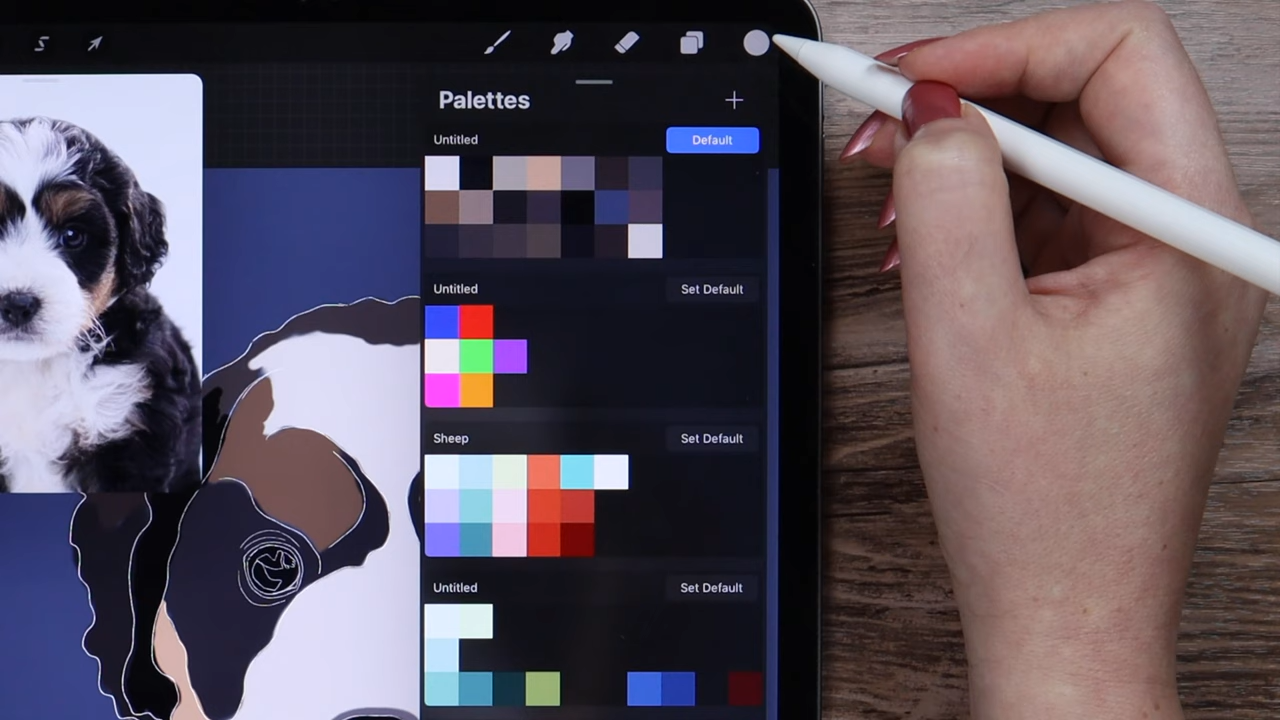 Palettes
Untitled
Default
Untitled
Set Default
Sheep
Set Default
Untitled
Set Default